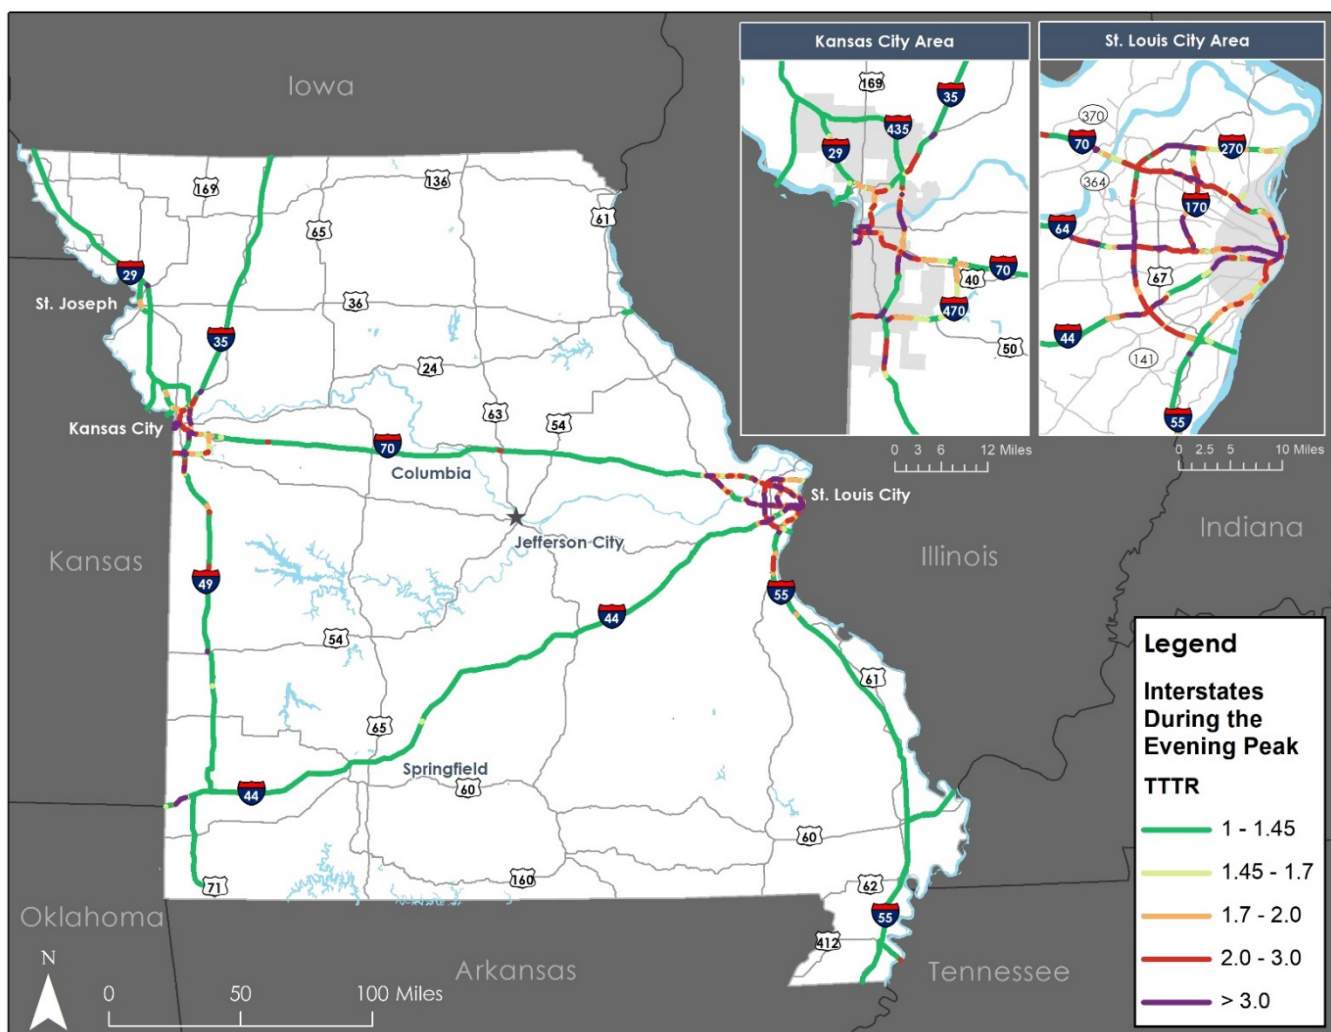 Iowa
Kansas City Area
169
35
435
29
70
40
470
50
0 3 6 12 Miles
St. Louis City Area
370
70
270
364
170
64
67
44
141
55
0 2.5 5 10 Miles
169
136
65
61
29
St. Joseph
36
35
24
63
54
Kansas City
70
Columbia
St. Louis City
Jefferson City
Kansas
Illinois
Indiana
49
55
44
54
61
65
Springfield
44
60
60
71
160
62
55
412
Oklahoma
Arkansas
Tennessee
N
0 50 100 Miles
Legend
Interstates
During the
Evening Peak
TTTR
1 - 1.45
1.45 - 1.7
1.7 - 2.0
2.0 - 3.0
> 3.0